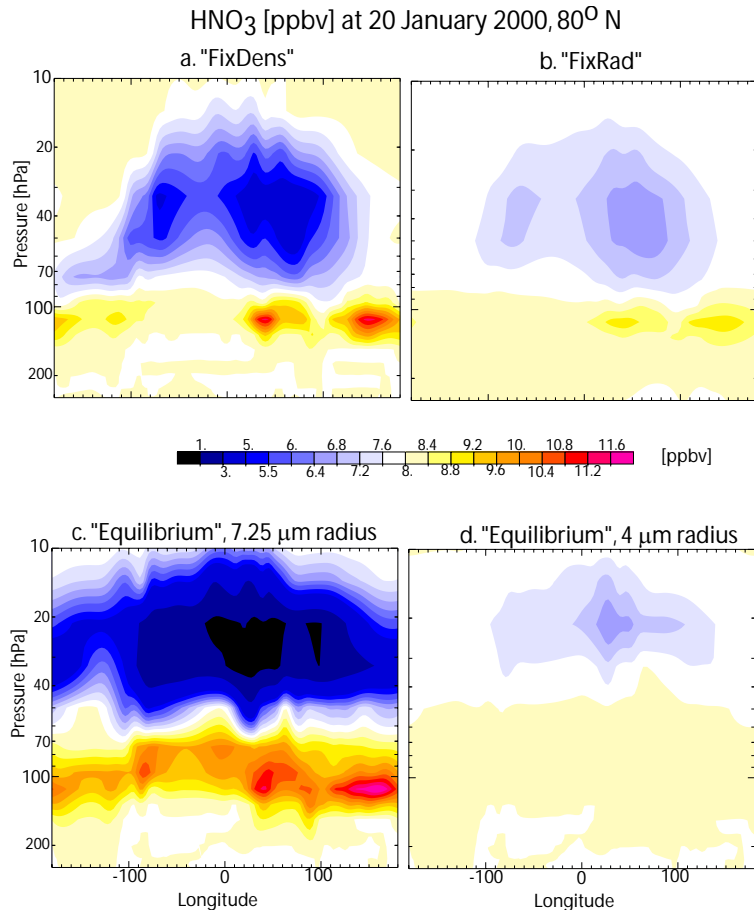 HNO3 [ppbv] at 20 January 2000, 80O N
a. "FixDens"
b. "FixRad"
10
20
40
70
100
200
Pressure [hPa]
1. 5. 6. 6.8 7.6 8.4 9.2 10. 10.8 11.6
3. 5.5 6.4 7.2 8. 8.8 9.6 10.4 11.2
[ppbv]
c. "Equilibrium", 7.25 µm radius
d. "Equilibrium", 4 µm radius
10
20
40
70
100
200
Pressure [hPa]
-100 0 100
Longitude
-100 0 100
Longitude